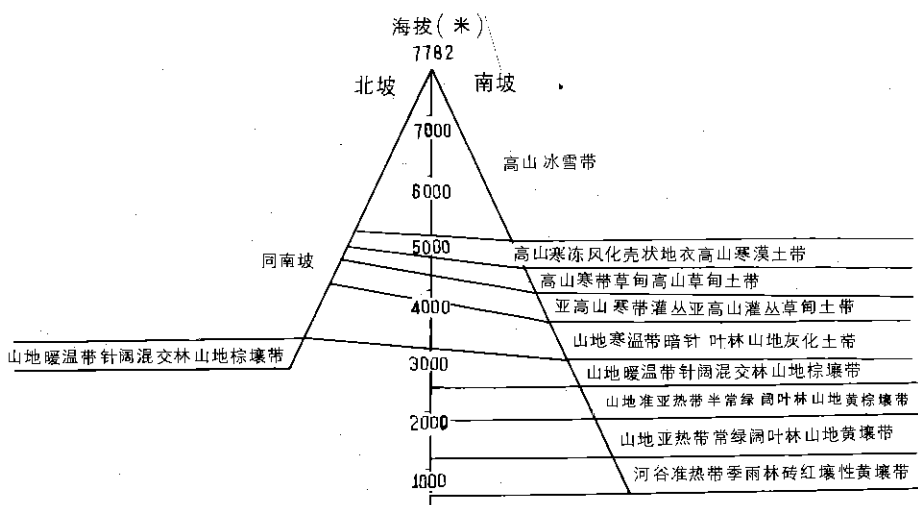 海拔(米)
7782
北坡
南坡
7000
高山冰雪带
6000
5000
高山寒冻风化壳状地衣高山寒漠土带
同南坡
高山寒带草甸高山草甸土带
4000
亚高山寒带灌丛亚高山灌丛草甸土带
山地寒温带暗针叶林山地灰化土带
山地暖温带针阔混交林山地棕壤带
3000
山地暖温带针阔混交林山地棕壤带
山地准亚热带半常绿阔叶林山地黄棕壤带
2000
山地亚热带常绿阔叶林山地黄壤带
河谷准热带季雨林砖红壤性黄壤带
1000